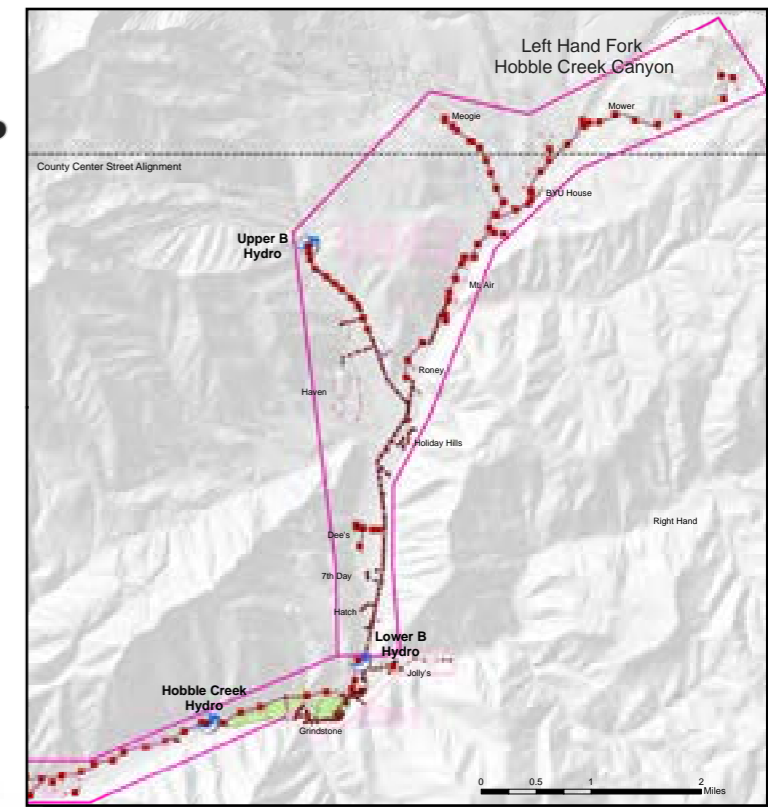 Left Hand Fork
Hobble Creek Canyon
Mower
Meogie
County Center Street Alignment
BYU House
Upper B
Hydro
Mt. Air
Roney
Haven
Holiday Hills
Right Hand
Dee's
7th Day
Hatch
Lower B
Hydro
Jolly's
Hobble Creek
Hydro
Grindstone
0 0.5 1 2
Miles